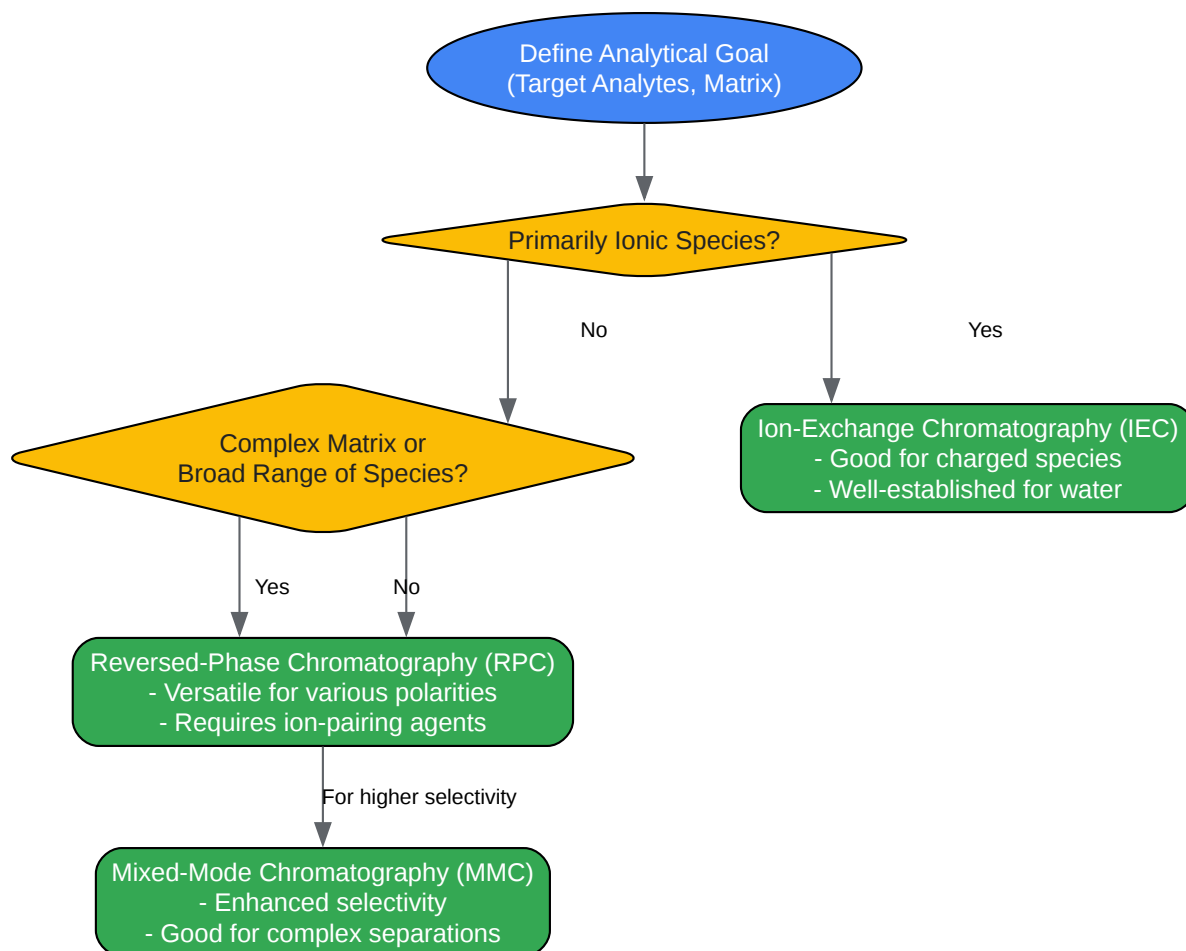 Define Analytical Goal
(Target Analytes, Matrix)
Primarily Ionic Species?
No
Yes
Complex Matrix or
Broad Range of Species?
Ion-Exchange Chromatography (IEC)
- Good for charged species
- Well-established for water
Yes
No
Reversed-Phase Chromatography (RPC)
- Versatile for various polarities
- Requires ion-pairing agents
For higher selectivity
Mixed-Mode Chromatography (MMC)
- Enhanced selectivity
- Good for complex separations